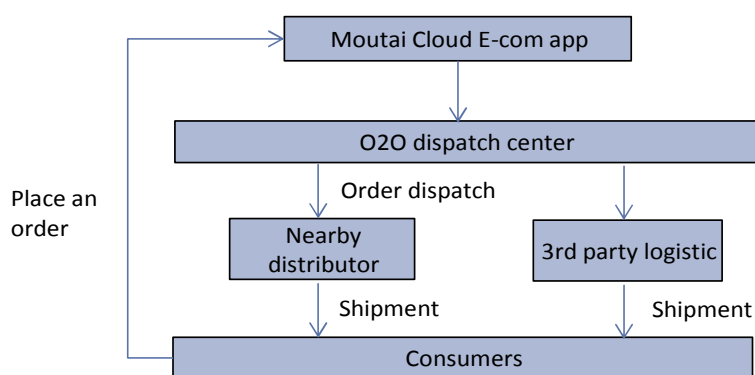 Moutai Cloud E-com app
O2O dispatch center
Order dispatch
Place an
order
Nearby
distributor
3rd party logistic
Shipment
Shipment
Consumers